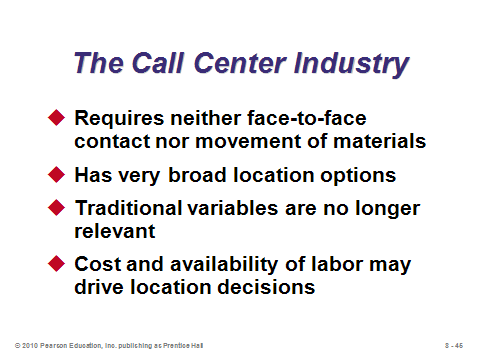 The Call Center Industry
Requires neither face-to-face
contact nor movement of materials
Has very broad location options
Traditional variables are no longer
relevant
Cost and availability of labor may
drive location decisions
© 2010 Pearson Education, Inc. publishing as Prentice Hall
8 - 45